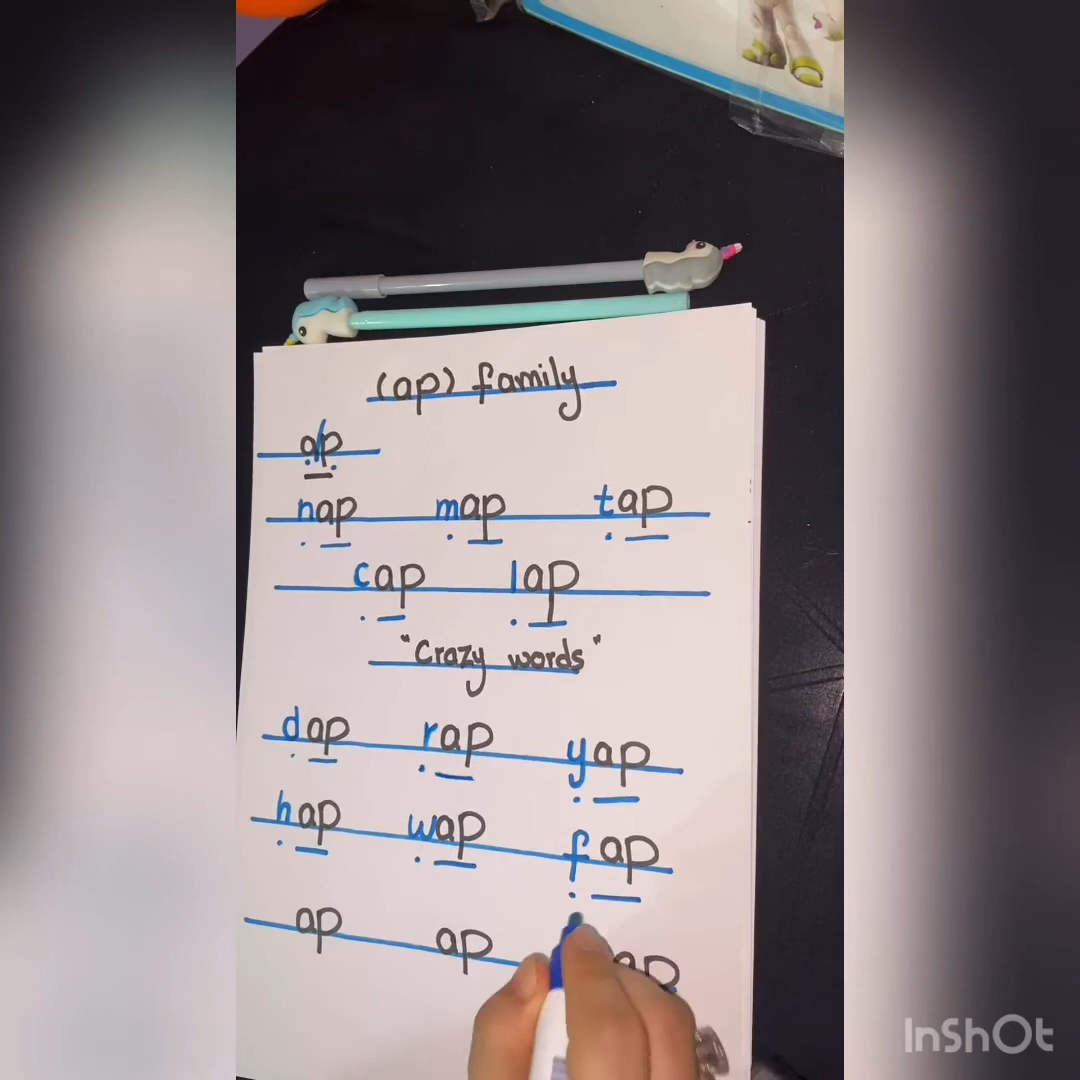 (ap) family
ap
nap map tap
cap lap
"Crazy words"
dap rap yap
hap wap fap
ap ap ap
InShOt